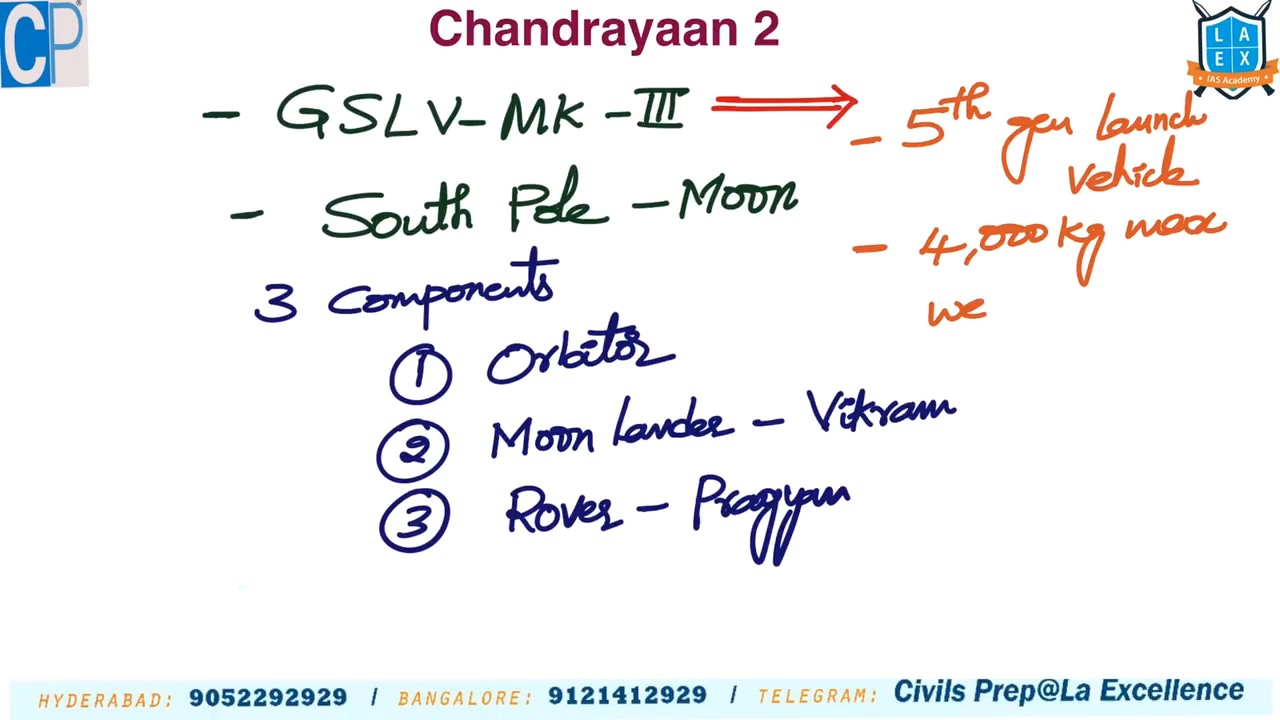 CP
Chandrayaan 2
LAEX
IAS Academy
- GSLV-MK-III
- 5th gen launch
vehicle
- South Pole - Moon
- 4,000 kg max
we
3 Components
1 Orbitor
2 Moon lander - Vikram
3 Rover - Pragyan
HYDERABAD: 9052292929 / BANGALORE: 9121412929 / TELEGRAM: Civils Prep@La Excellence